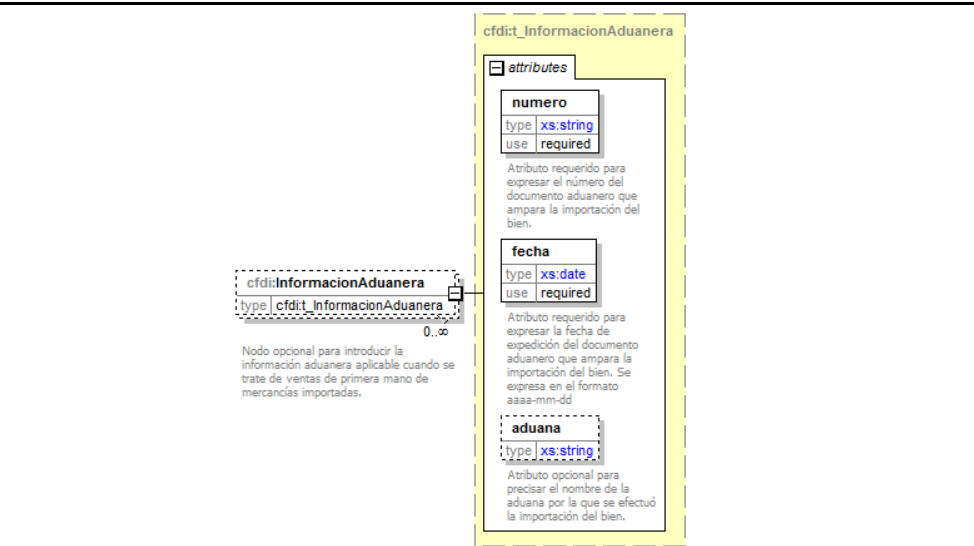 cfdi:t_InformacionAduanera
attributes
numero
type xs:string
use required
Atributo requerido para
expresar el número del
documento aduanero que
ampara la importación del
bien.
fecha
type xs:date
use required
Atributo requerido para
expresar la fecha de
expedición del documento
aduanero que ampara la
importación del bien. Se
expresa en el formato
aaaa-mm-dd
aduana
type xs:string
Atributo opcional para
precisar el nombre de la
aduana por la que se efectuó
la importación del bien.
cfdi:InformacionAduanera
type cfdi:t_InformacionAduanera
0..∞
Nodo opcional para introducir la
información aduanera aplicable cuando se
trate de ventas de primera mano de
mercancías importadas.